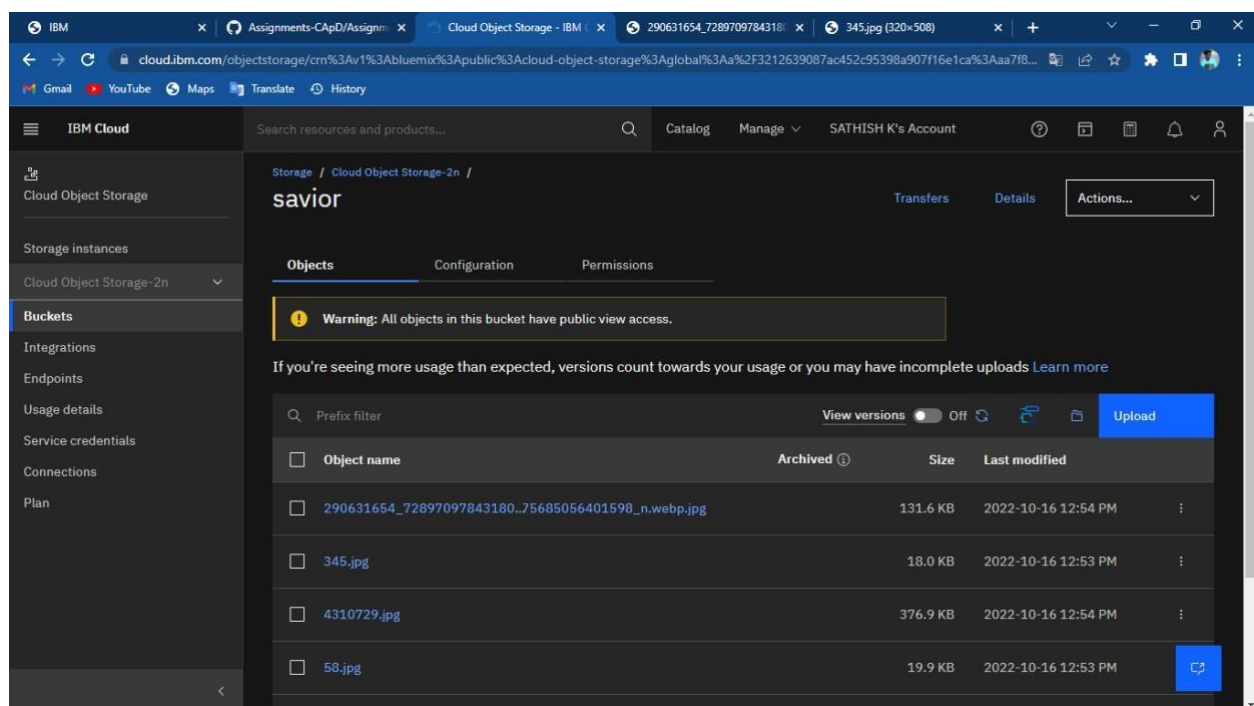 IBM
Assignments-CApD/Assignm
Cloud Object Storage - IBM C
290631654_7289709784318
345.jpg (320×508)
cloud.ibm.com/objectstorage/crn%3Av1%3Abluemix%3Apublic%3Acloud-object-storage%3Aglobal%3Aa%2F3212639087ac452c95398a907f16e1ca%3Aaa7f8...
Gmail YouTube Maps Translate History
IBM Cloud
Search resources and products...
Catalog Manage SATHISH K's Account
Cloud Object Storage
Storage instances
Cloud Object Storage-2n
Buckets
Integrations
Endpoints
Usage details
Service credentials
Connections
Plan
Storage / Cloud Object Storage-2n /
savior
Transfers Details Actions...
Objects Configuration Permissions
Warning: All objects in this bucket have public view access.
If you're seeing more usage than expected, versions count towards your usage or you may have incomplete uploads Learn more
Prefix filter View versions Off Upload
Object name Archived Size Last modified
290631654_72897097843180..75685056401598_n.webp.jpg 131.6 KB 2022-10-16 12:54 PM
345.jpg 18.0 KB 2022-10-16 12:53 PM
4310729.jpg 376.9 KB 2022-10-16 12:54 PM
58.jpg 19.9 KB 2022-10-16 12:53 PM